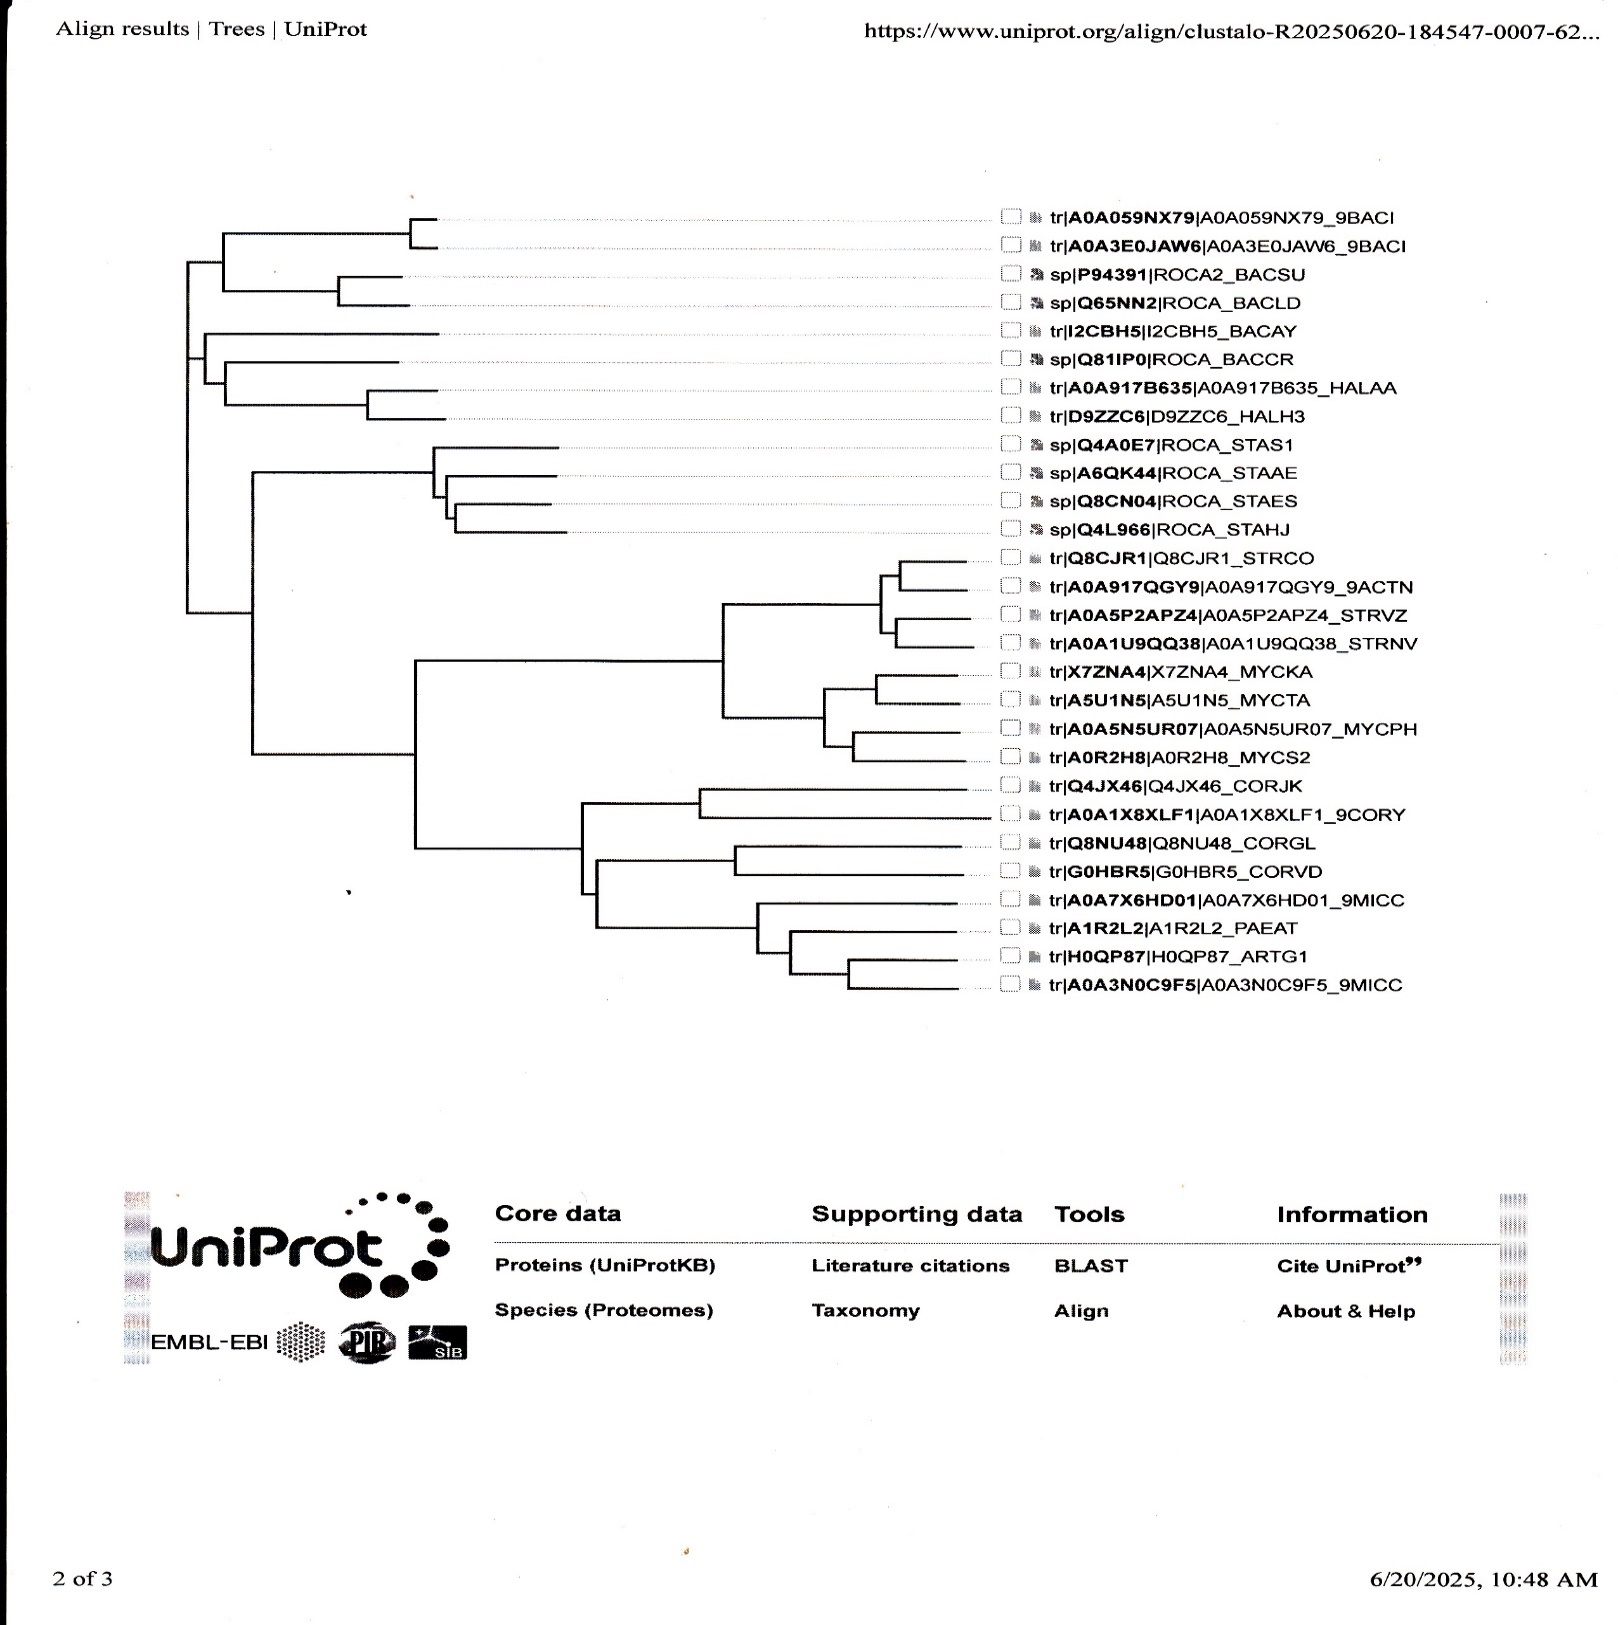 Align results | Trees | UniProt
https://www.uniprot.org/align/clustalo-R20250620-184547-0007-62...
tr|A0A059NX79|A0A059NX79_9BACI
tr|A0A3E0JAW6|A0A3E0JAW6_9BACI
sp|P94391|ROCA2_BACSU
sp|Q65NN2|ROCA_BACLD
tr|I2CBH5|I2CBH5_BACAY
sp|Q81IP0|ROCA_BACCR
tr|A0A917B635|A0A917B635_HALAA
tr|D9ZZC6|D9ZZC6_HALH3
sp|Q4A0E7|ROCA_STAS1
sp|A6QK44|ROCA_STAAE
sp|Q8CN04|ROCA_STAES
sp|Q4L966|ROCA_STAHJ
tr|Q8CJR1|Q8CJR1_STRCO
tr|A0A917QGY9|A0A917QGY9_9ACTN
tr|A0A5P2APZ4|A0A5P2APZ4_STRVZ
tr|A0A1U9QQ38|A0A1U9QQ38_STRNV
tr|X7ZNA4|X7ZNA4_MYCKA
tr|A5U1N5|A5U1N5_MYCTA
tr|A0A5N5UR07|A0A5N5UR07_MYCPH
tr|A0R2H8|A0R2H8_MYCS2
tr|Q4JX46|Q4JX46_CORJK
tr|A0A1X8XLF1|A0A1X8XLF1_9CORY
tr|Q8NU48|Q8NU48_CORGL
tr|G0HBR5|G0HBR5_CORVD
tr|A0A7X6HD01|A0A7X6HD01_9MICC
tr|A1R2L2|A1R2L2_PAEAT
tr|H0QP87|H0QP87_ARTG1
tr|A0A3N0C9F5|A0A3N0C9F5_9MICC
UniProt
EMBL-EBI PIR SIB
Core data Supporting data Tools Information
Proteins (UniProtKB) Literature citations BLAST Cite UniProt”
Species (Proteomes) Taxonomy Align About & Help
2 of 3
6/20/2025, 10:48 AM